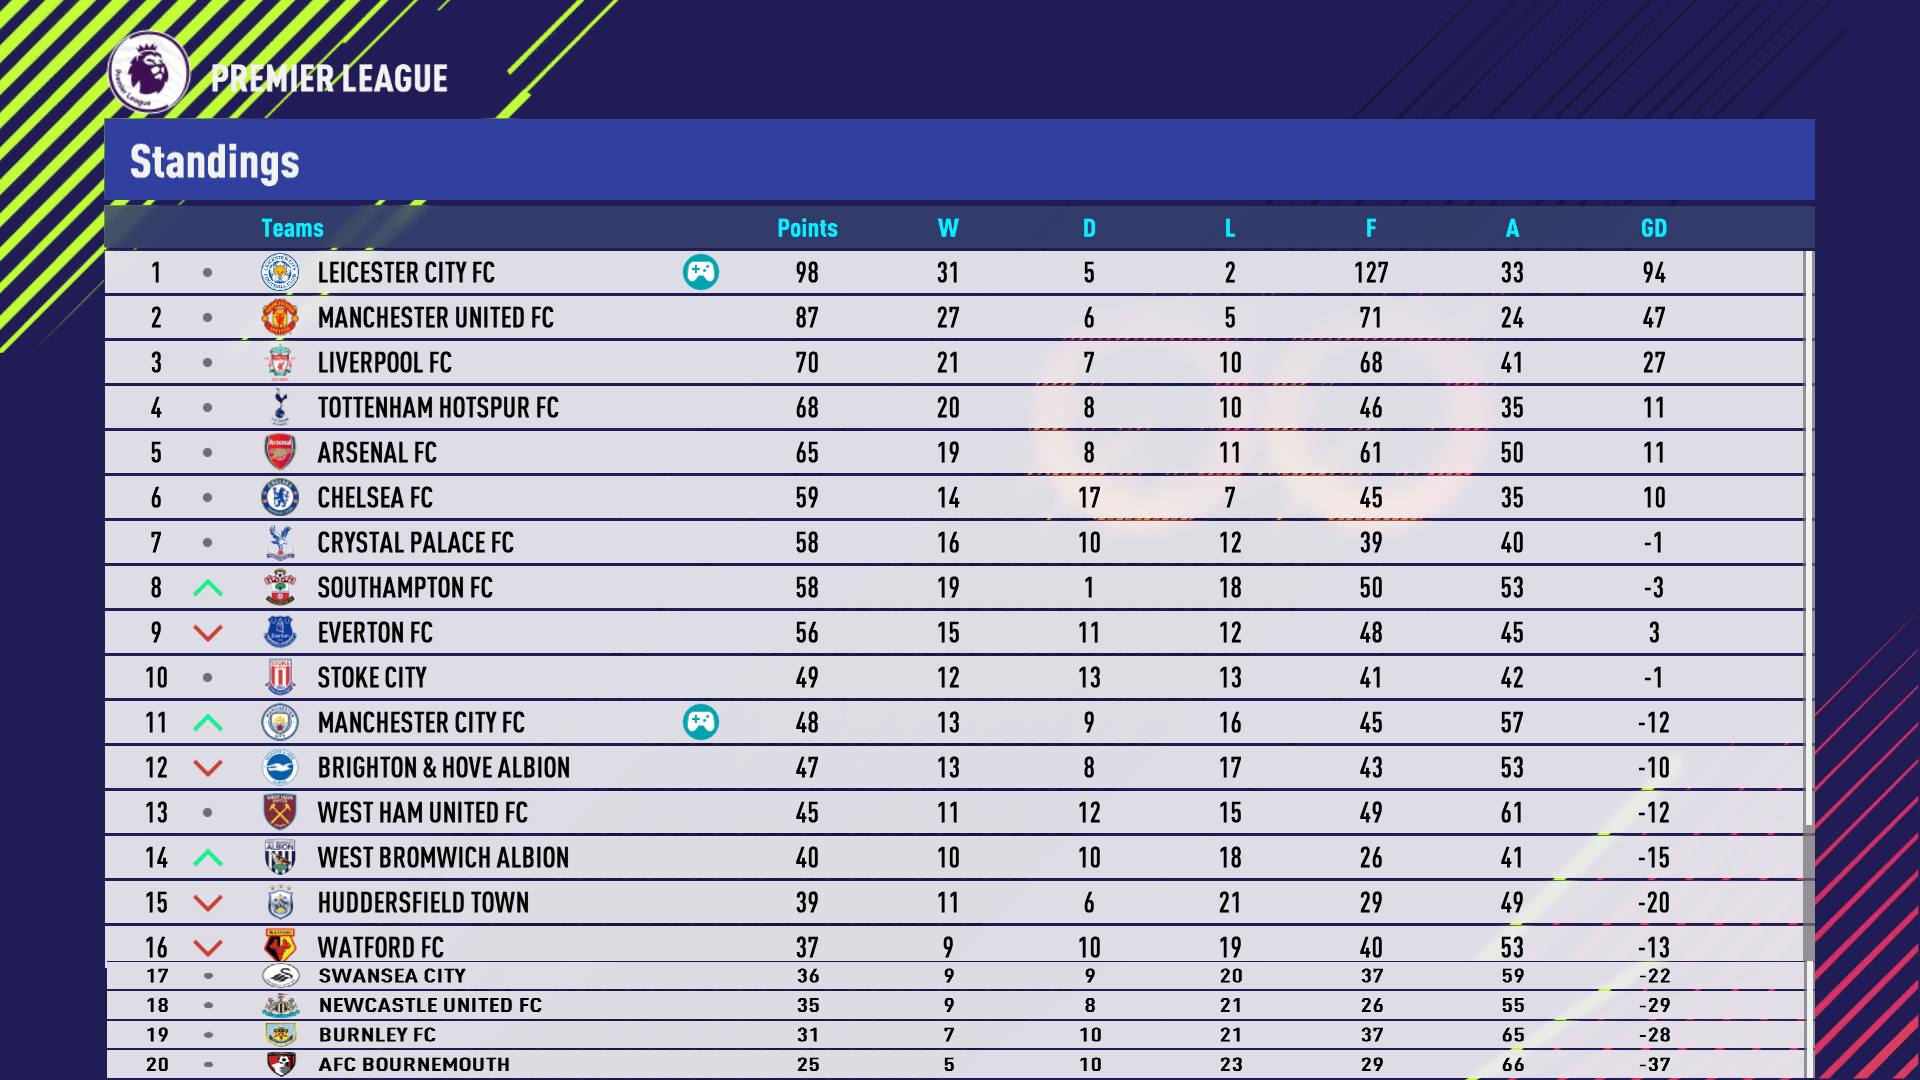 PREMIER LEAGUE
Standings
Teams Points W D L F A GD
1 LEICESTER CITY FC 98 31 5 2 127 33 94
2 MANCHESTER UNITED FC 87 27 6 5 71 24 47
3 LIVERPOOL FC 70 21 7 10 68 41 27
4 TOTTENHAM HOTSPUR FC 68 20 8 10 46 35 11
5 ARSENAL FC 65 19 8 11 61 50 11
6 CHELSEA FC 59 14 17 7 45 35 10
7 CRYSTAL PALACE FC 58 16 10 12 39 40 -1
8 SOUTHAMPTON FC 58 19 1 18 50 53 -3
9 EVERTON FC 56 15 11 12 48 45 3
10 STOKE CITY 49 12 13 13 41 42 -1
11 MANCHESTER CITY FC 48 13 9 16 45 57 -12
12 BRIGHTON & HOVE ALBION 47 13 8 17 43 53 -10
13 WEST HAM UNITED FC 45 11 12 15 49 61 -12
14 WEST BROMWICH ALBION 40 10 10 18 26 41 -15
15 HUDDERSFIELD TOWN 39 11 6 21 29 49 -20
16 WATFORD FC 37 9 10 19 40 53 -13
17 SWANSEA CITY 36 9 9 20 37 59 -22
18 NEWCASTLE UNITED FC 35 9 8 21 26 55 -29
19 BURNLEY FC 31 7 10 21 37 65 -28
20 AFC BOURNEMOUTH 25 5 10 23 29 66 -37